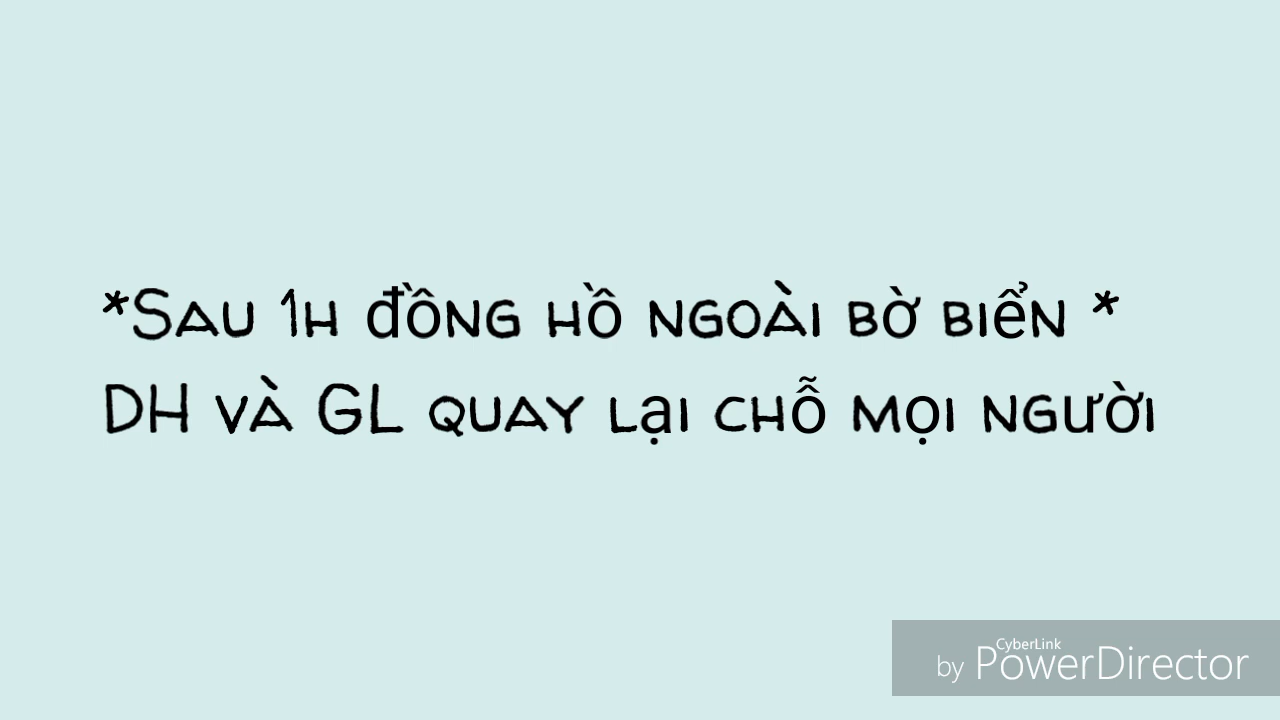 *Sau 1h đồng hồ ngoài bờ biển *
DH và GL quay lại chỗ mọi người
by CyberLink PowerDirector